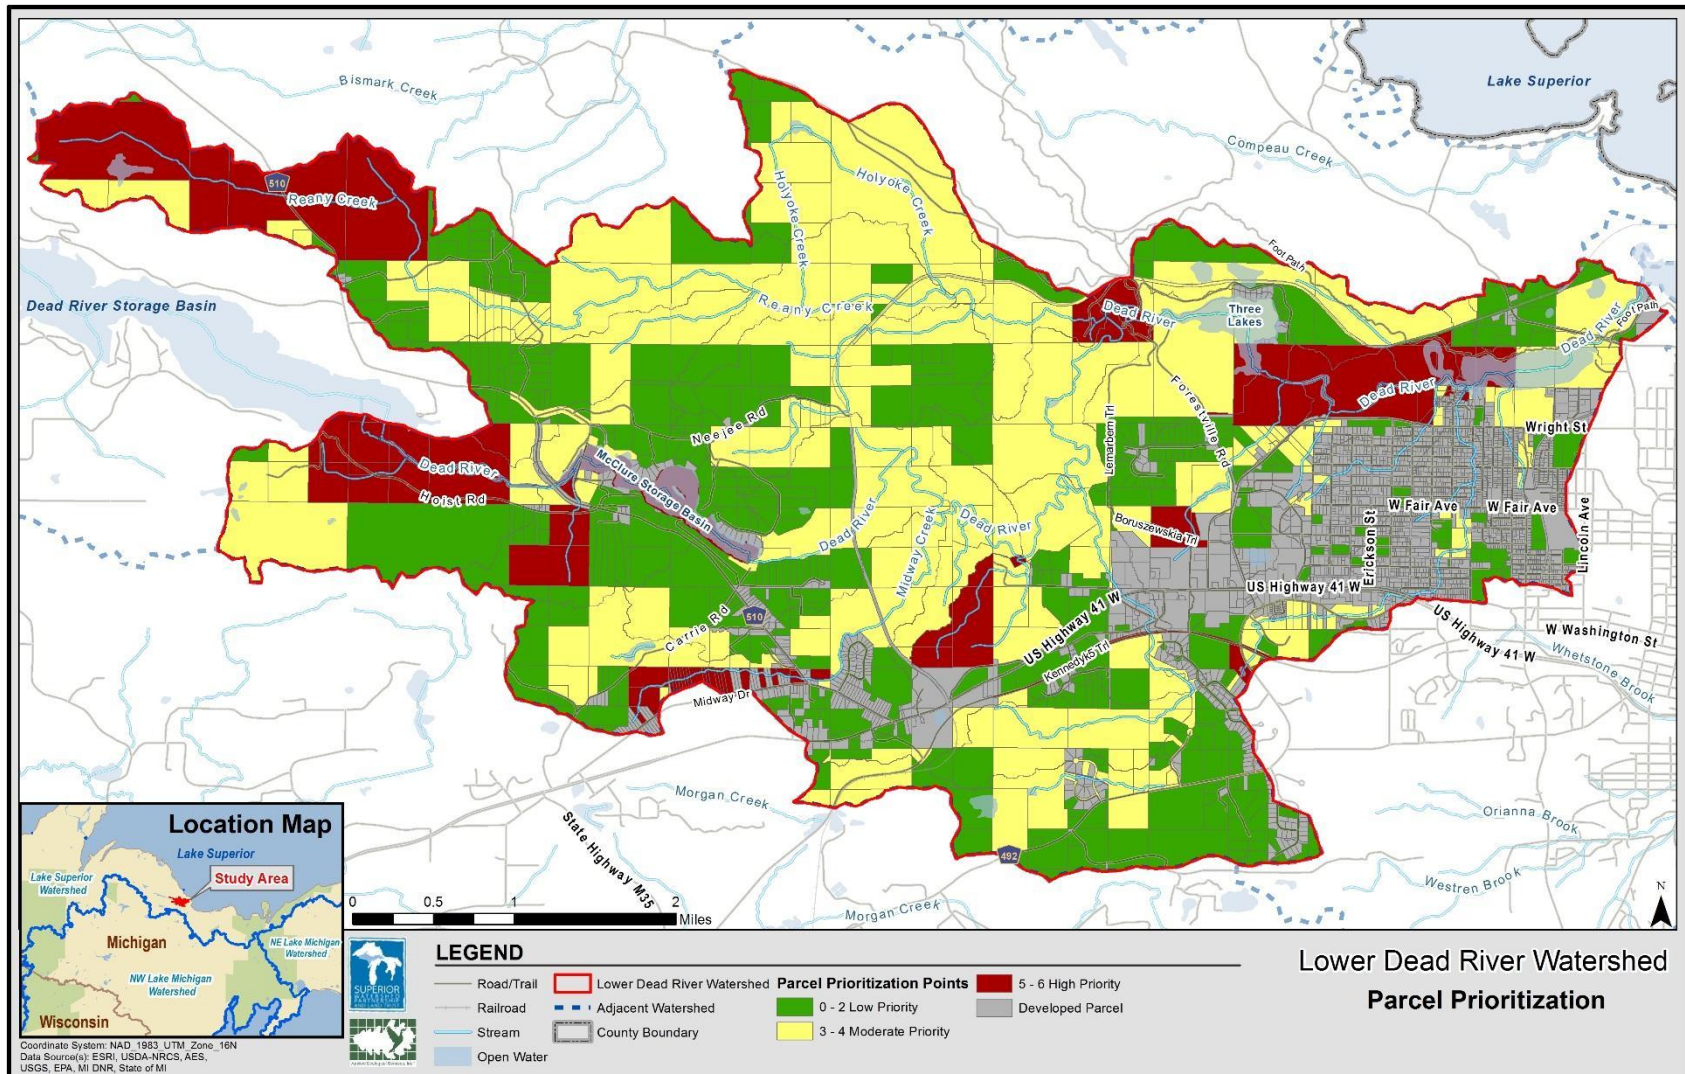 Bismark Creek
Lake Superior
Compeau Creek
510
Reany Creek
Holyoke Creek
Holyoke Creek
Foot Path
Dead River Storage Basin
Reany Creek
Dead River
Three
Lakes
Dead River
Foot Path
Forestville Rd
Dead River
Neejee Rd
Lemarbern Trl
Wright St
Dead River
Hoist Rd
McClure Storage Basin
Dead River
Midway Creek
Dead River
Boruszewskia Trl
W Fair Ave
W Fair Ave
Erickson St
Lincoln Ave
US Highway 41 W
510
Carrie Rd
US Highway 41 W
Kennedyk5 Trl
US Highway 41 W
W Washington St
Whetstone Brook
Midway Dr
Morgan Creek
State Highway M35
492
Orianna Brook
Westren Brook
Morgan Creek
N
Location Map
Lake Superior
Study Area
Lake Superior
Watershed
Michigan
NE Lake Michigan
Watershed
NW Lake Michigan
Watershed
Wisconsin
0 0.5 1 2
Miles
Coordinate System: NAD_1983_UTM_Zone_16N
Data Source(s): ESRI, USDA-NRCS, AES,
USGS, EPA, MI DNR, State of MI
SUPERIOR
WATERSHED
PARTNERSHIP
AND LAND TRUST
LEGEND
Road/Trail
Railroad
Stream
Open Water
Lower Dead River Watershed
Adjacent Watershed
County Boundary
Parcel Prioritization Points
0 - 2 Low Priority
3 - 4 Moderate Priority
5 - 6 High Priority
Developed Parcel
Lower Dead River Watershed
Parcel Prioritization